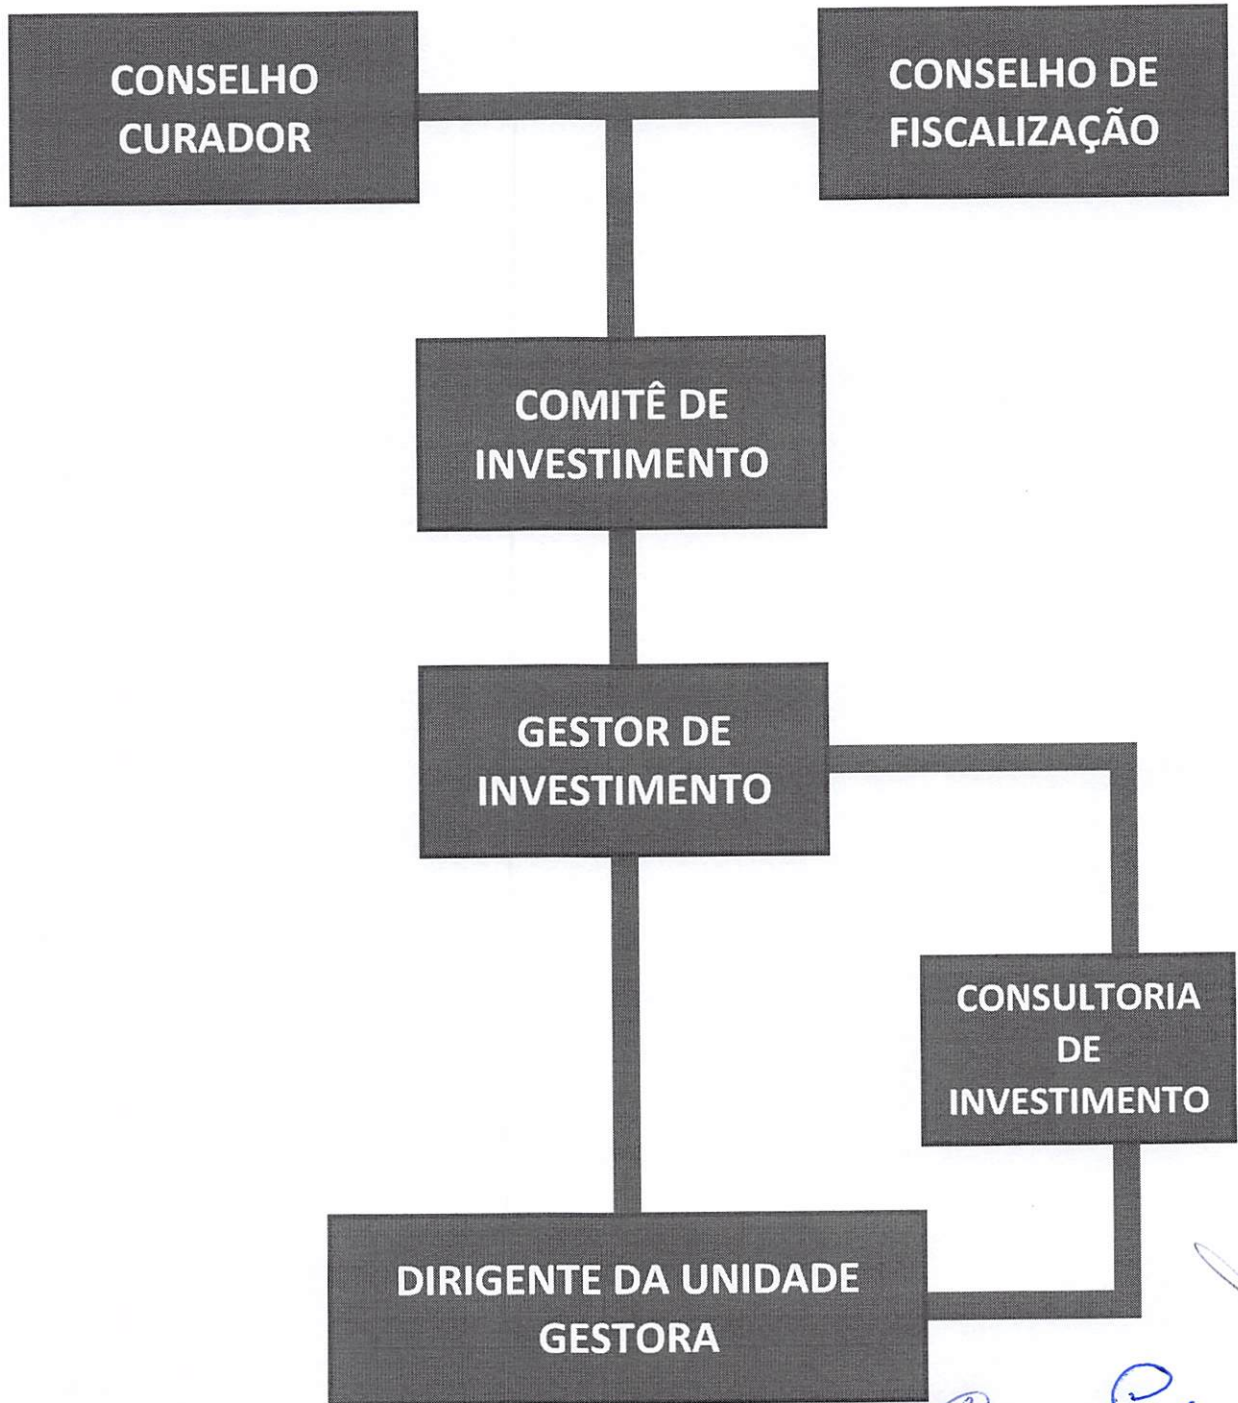 CONSELHO
CURADOR
CONSELHO DE
FISCALIZAÇÃO
COMITÊ DE
INVESTIMENTO
GESTOR DE
INVESTIMENTO
CONSULTORIA
DE
INVESTIMENTO
DIRIGENTE DA UNIDADE
GESTORA